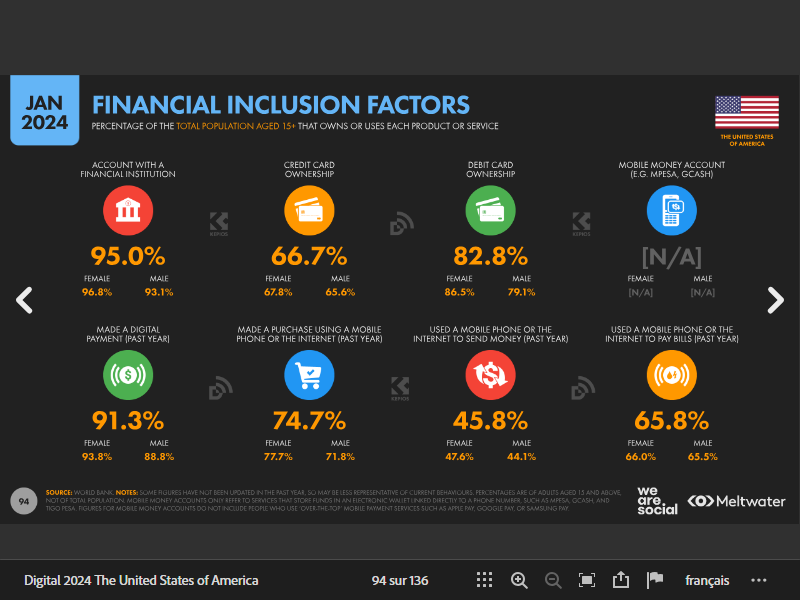 JAN
2024
FINANCIAL INCLUSION FACTORS
PERCENTAGE OF THE TOTAL POPULATION AGED 15+ THAT OWNS OR USES EACH PRODUCT OR SERVICE
THE UNITED STATES
OF AMERICA
ACCOUNT WITH A
FINANCIAL INSTITUTION
95.0%
FEMALE MALE
96.8% 93.1%
CREDIT CARD
OWNERSHIP
66.7%
FEMALE MALE
67.8% 65.6%
DEBIT CARD
OWNERSHIP
82.8%
FEMALE MALE
86.5% 79.1%
MOBILE MONEY ACCOUNT
(E.G. MPESA, GCASH)
[N/A]
FEMALE MALE
[N/A] [N/A]
KEPIOS
KEPIOS
MADE A DIGITAL
PAYMENT (PAST YEAR)
91.3%
FEMALE MALE
93.8% 88.8%
MADE A PURCHASE USING A MOBILE
PHONE OR THE INTERNET (PAST YEAR)
74.7%
FEMALE MALE
77.7% 71.8%
USED A MOBILE PHONE OR THE
INTERNET TO SEND MONEY (PAST YEAR)
45.8%
FEMALE MALE
47.6% 44.1%
USED A MOBILE PHONE OR THE
INTERNET TO PAY BILLS (PAST YEAR)
65.8%
FEMALE MALE
66.0% 65.5%
KEPIOS
94
SOURCE: WORLD BANK. NOTES: SOME FIGURES HAVE NOT BEEN UPDATED IN THE PAST YEAR, SO MAY BE LESS REPRESENTATIVE OF CURRENT BEHAVIOURS. PERCENTAGES ARE OF ADULTS AGED 15 AND ABOVE,
NOT OF TOTAL POPULATION. MOBILE MONEY ACCOUNTS ONLY REFER TO SERVICES THAT STORE FUNDS IN AN ELECTRONIC WALLET LINKED DIRECTLY TO A PHONE NUMBER, SUCH AS MPESA, GCASH, AND
TIGO PESA. FIGURES FOR MOBILE MONEY ACCOUNTS DO NOT INCLUDE PEOPLE WHO USE 'OVER-THE-TOP' MOBILE PAYMENT SERVICES SUCH AS APPLE PAY, GOOGLE PAY, OR SAMSUNG PAY.
we
are.
social
Meltwater
Digital 2024 The United States of America
94 sur 136
français